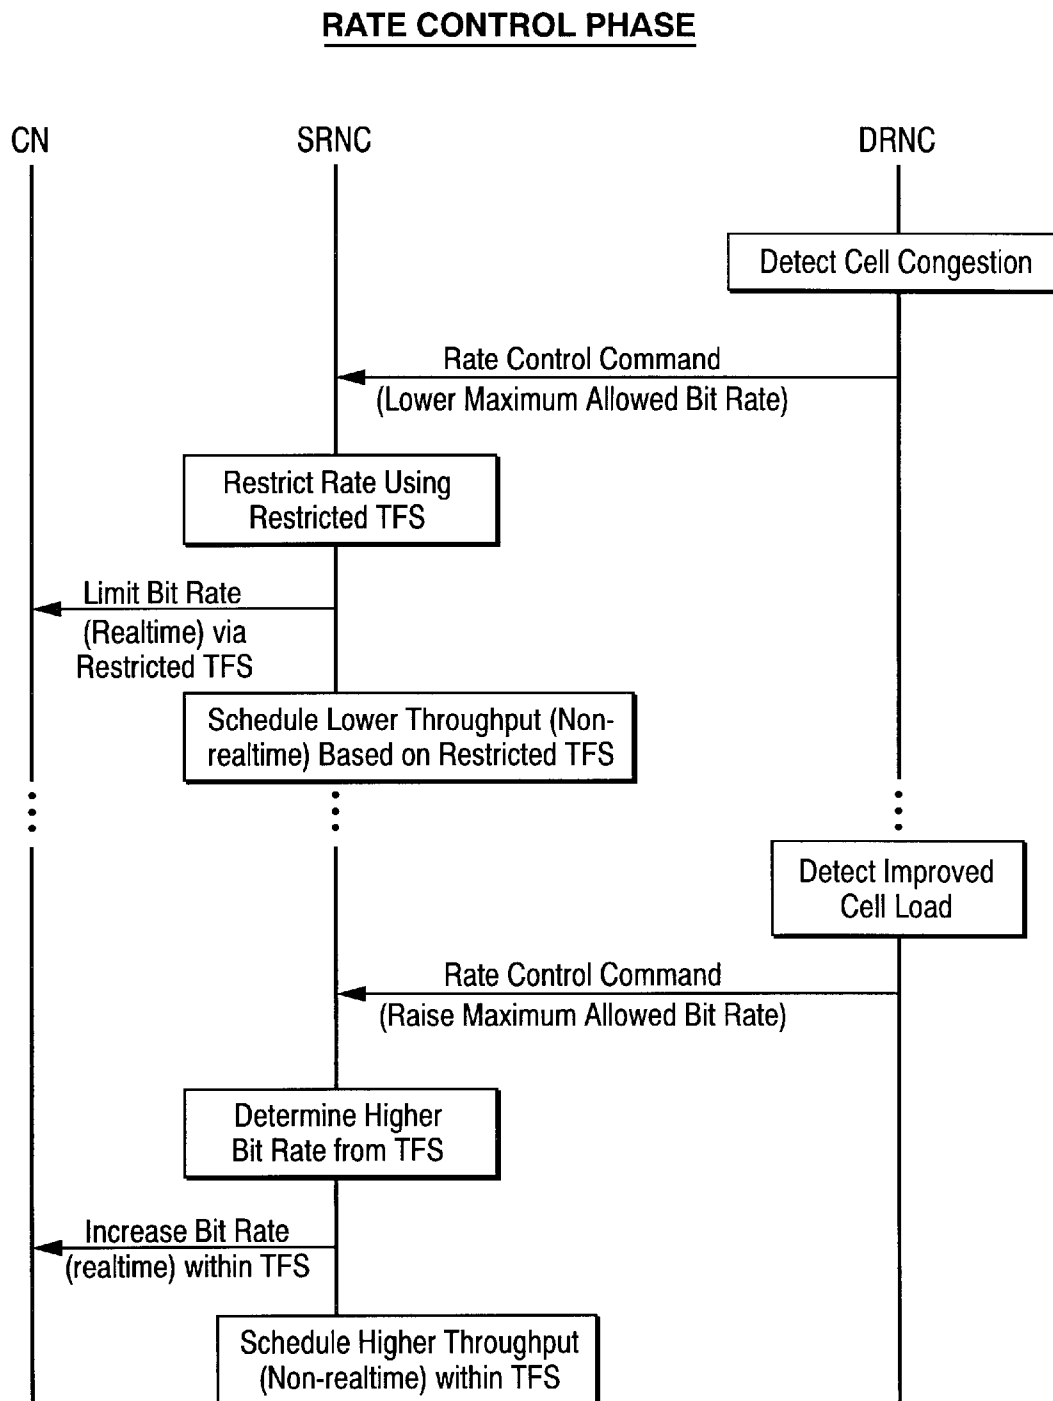 RATE CONTROL PHASE
CN
SRNC
DRNC
Detect Cell Congestion
Rate Control Command
(Lower Maximum Allowed Bit Rate)
Restrict Rate Using
Restricted TFS
Limit Bit Rate
(Realtime) via
Restricted TFS
Schedule Lower Throughput (Non-
realtime) Based on Restricted TFS
Detect Improved
Cell Load
Rate Control Command
(Raise Maximum Allowed Bit Rate)
Determine Higher
Bit Rate from TFS
Increase Bit Rate
(realtime) within TFS
Schedule Higher Throughput
(Non-realtime) within TFS